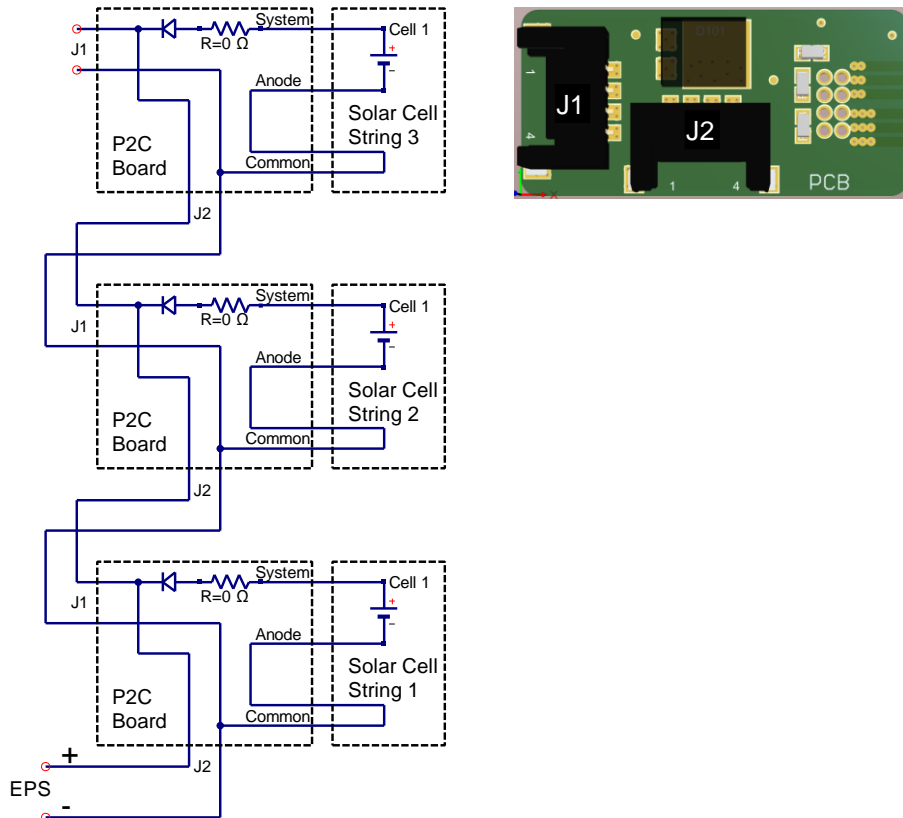 System
Cell 1
J1
R=0 Ω
+
Anode
-
Solar Cell
String 3
P2C
Board
Common
J2
System
Cell 1
J1
R=0 Ω
+
-
Anode
Solar Cell
String 2
P2C
Board
Common
J2
System
Cell 1
J1
R=0 Ω
+
-
Anode
Solar Cell
String 1
P2C
Board
Common
+
J2
EPS
-
D101
1
J1
J2
4
1
4
PCB
X